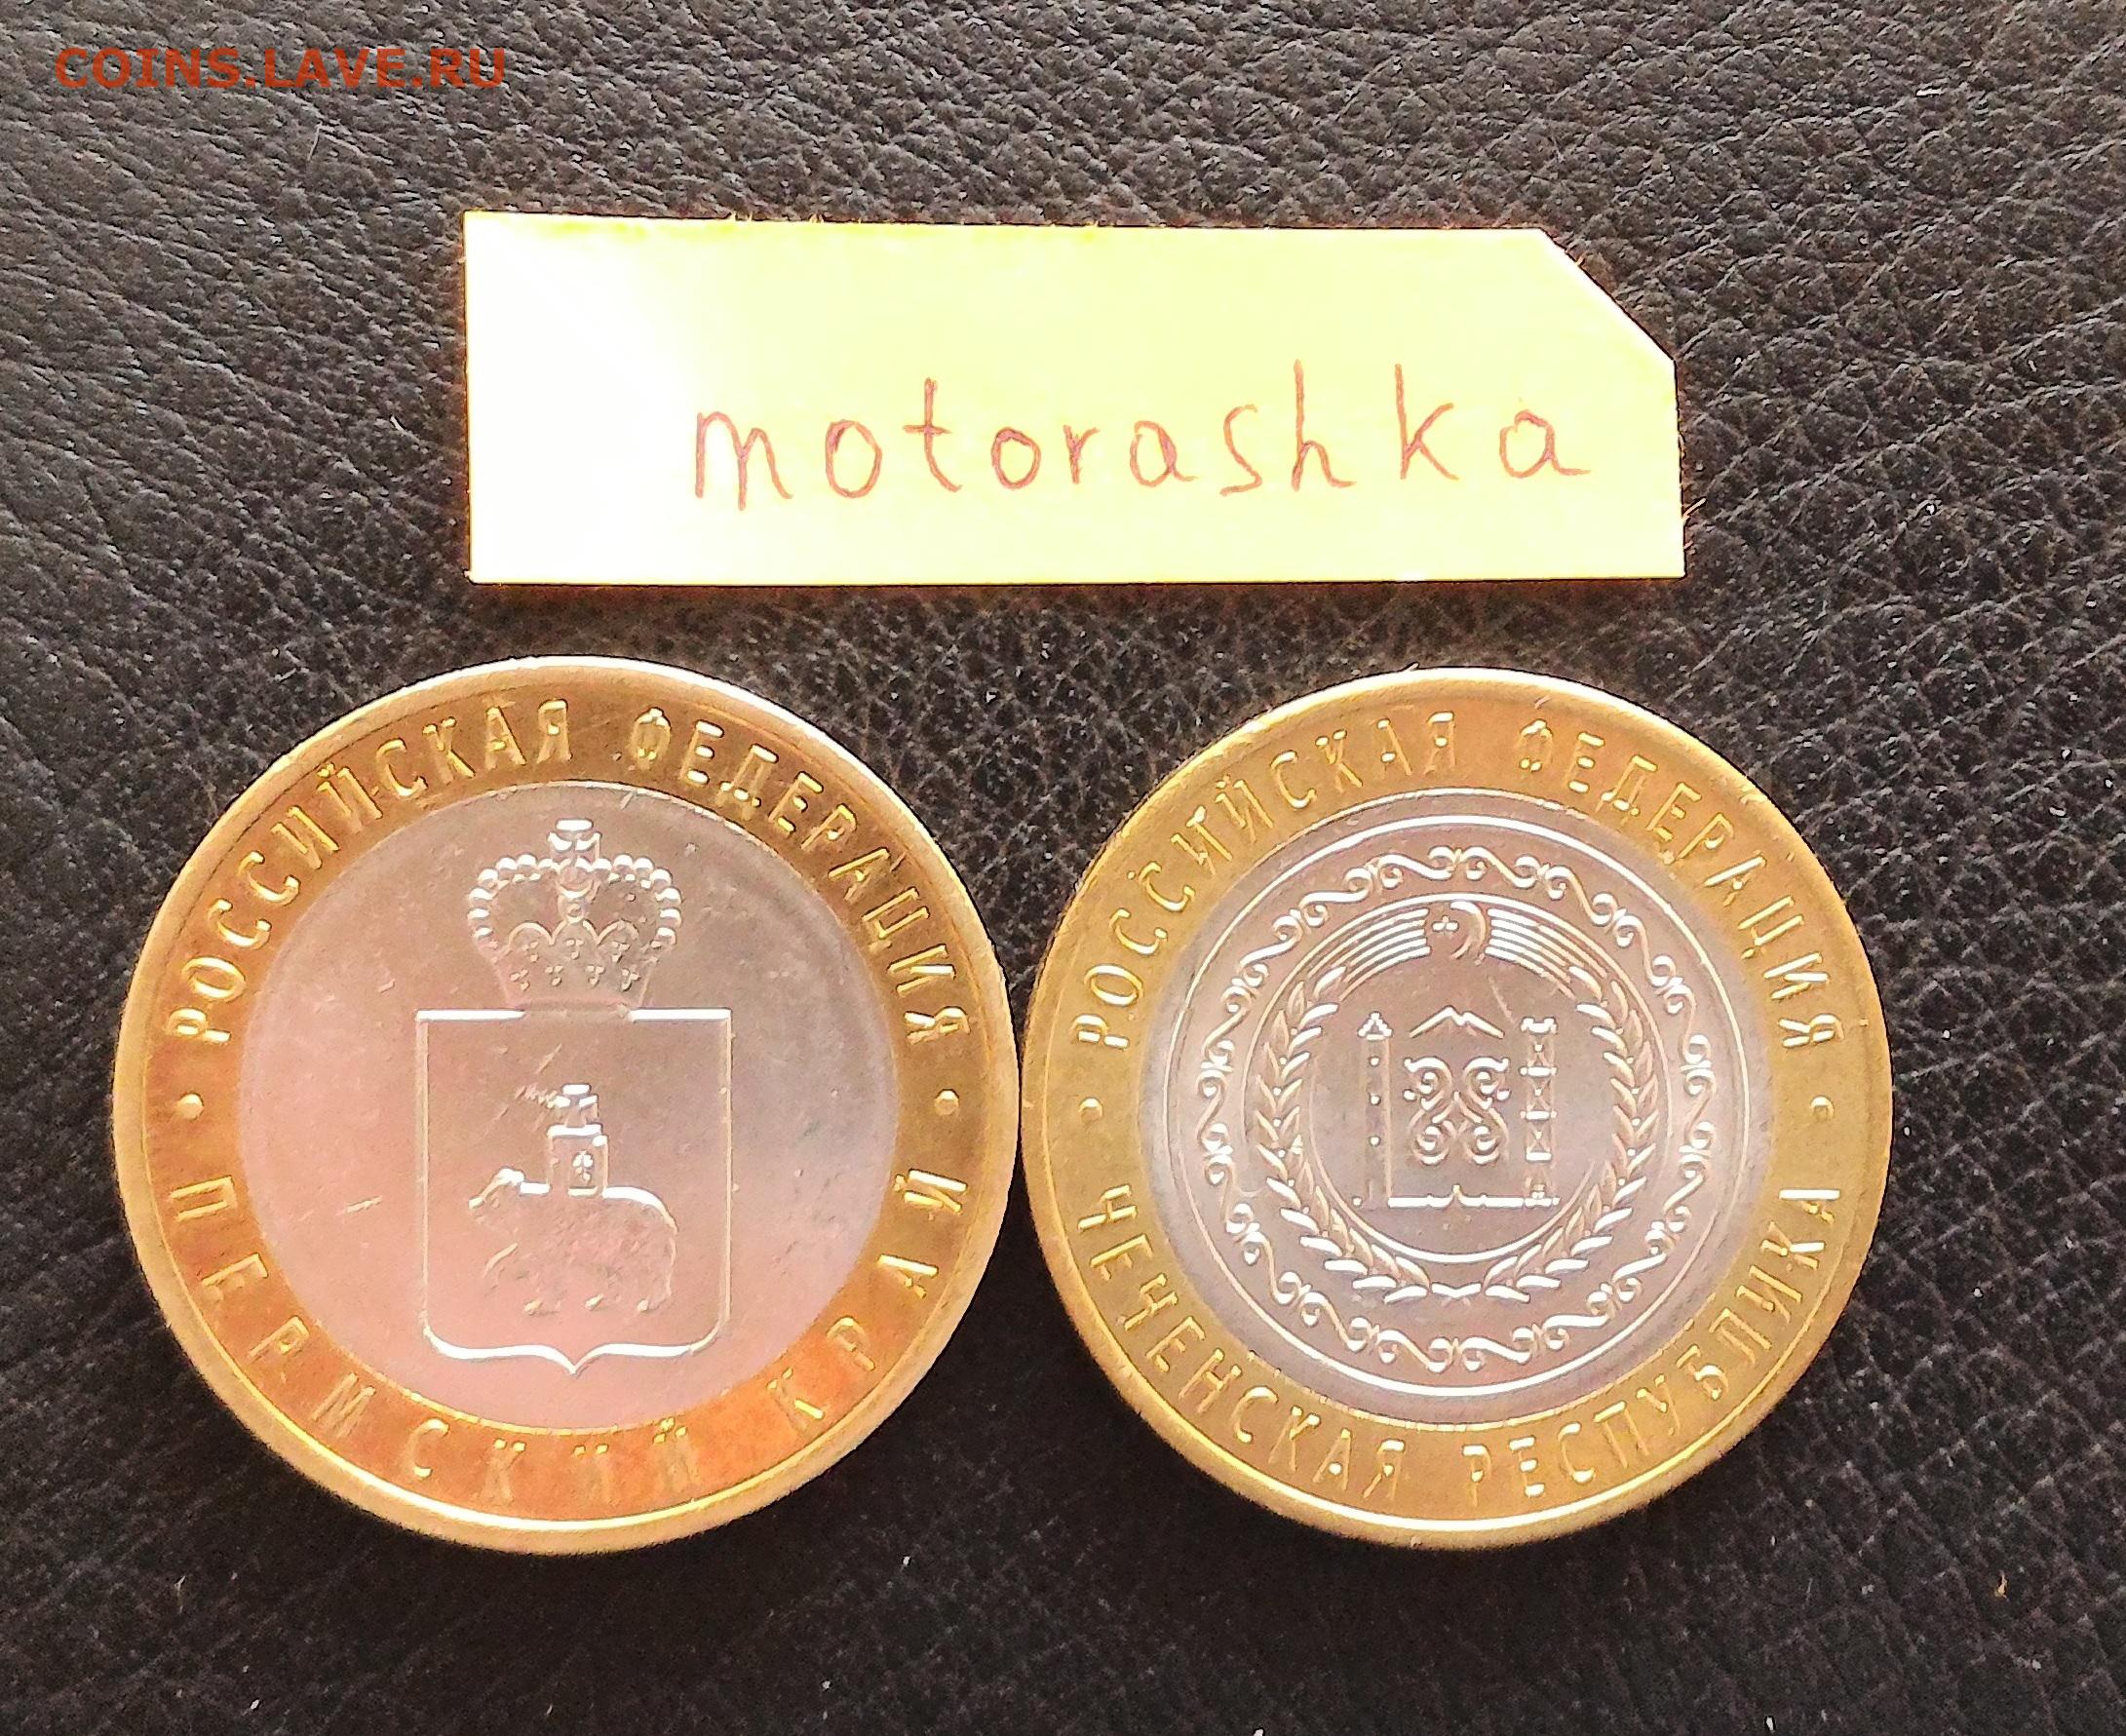 COINS.LAVE.RU
motorashka
РОССИЙСКАЯ ФЕДЕРАЦИЯ
ПЕРМСКИЙ КРАЙ
РОССИЙСКАЯ ФЕДЕРАЦИЯ
ЧЕЧЕНСКАЯ РЕСПУБЛИКА